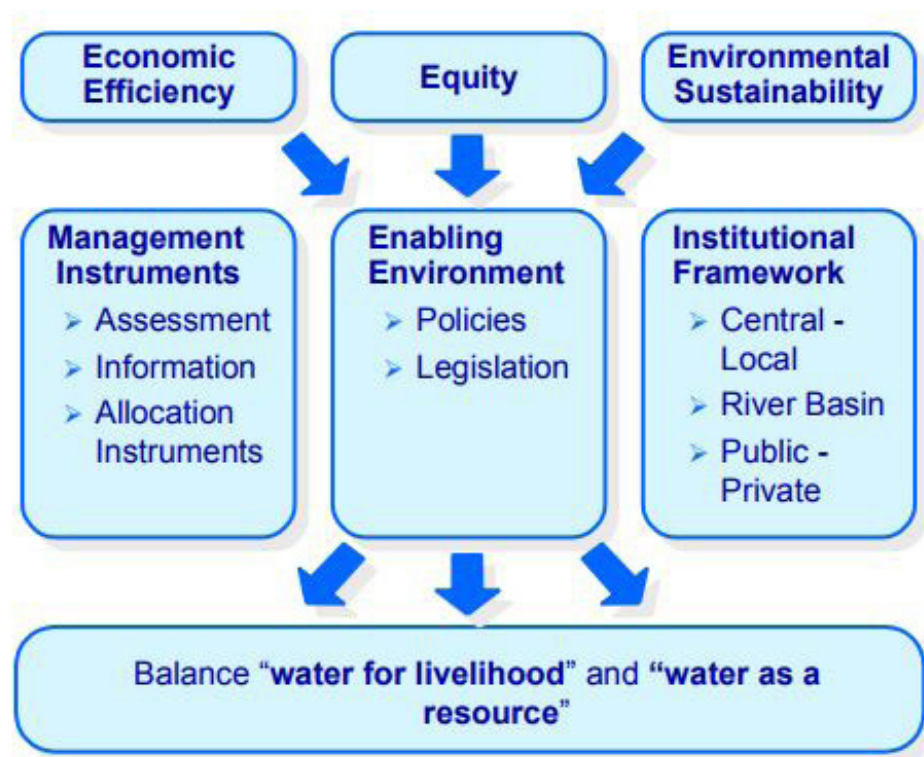 Economic
Efficiency
Equity
Environmental
Sustainability
Management
Instruments
➢ Assessment
➢ Information
➢ Allocation
Instruments
Enabling
Environment
➢ Policies
➢ Legislation
Institutional
Framework
➢ Central -
Local
➢ River Basin
➢ Public -
Private
Balance “water for livelihood” and “water as a
resource”